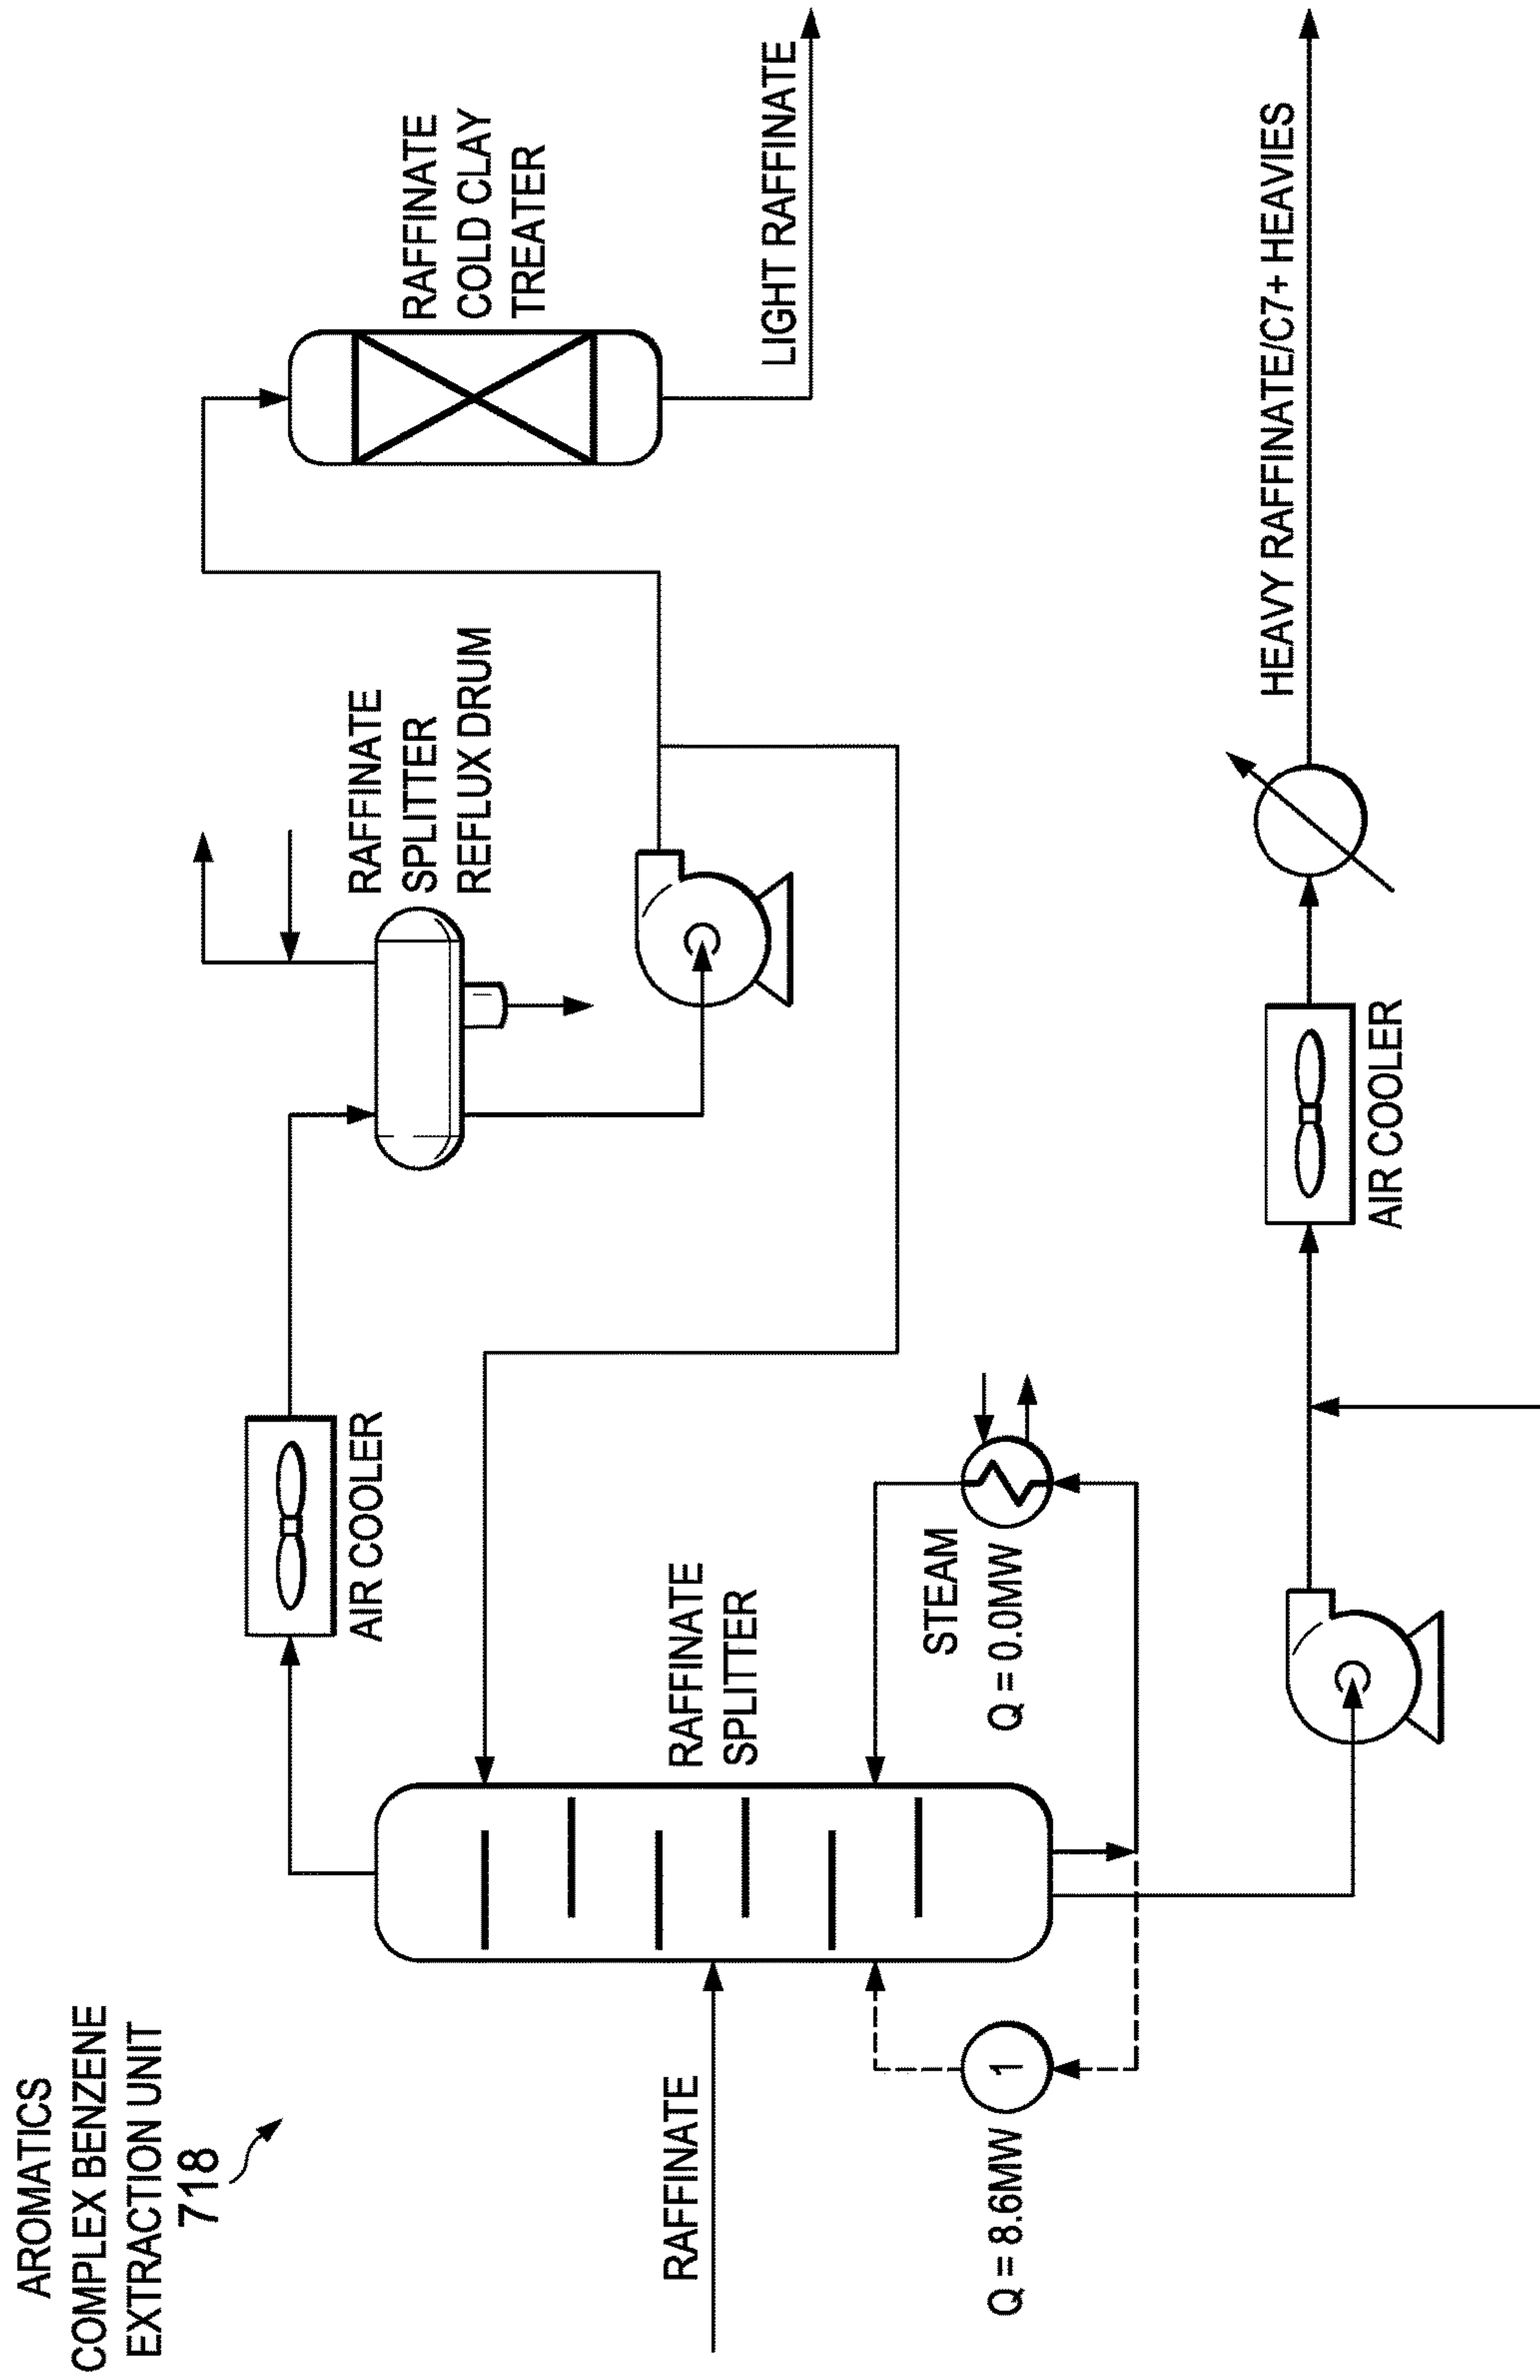 AROMATICS
COMPLEX BENZENE
EXTRACTION UNIT
718
AIR COOLER
RAFFINATE
SPLITTER
REFLUX DRUM
RAFFINATE
COLD CLAY
TREATER
RAFFINATE
RAFFINATE
SPLITTER
LIGHT RAFFINATE
Q = 8.6MW
1
STEAM
Q = 0.0MW
AIR COOLER
HEAVY RAFFINATE/C7+ HEAVIES